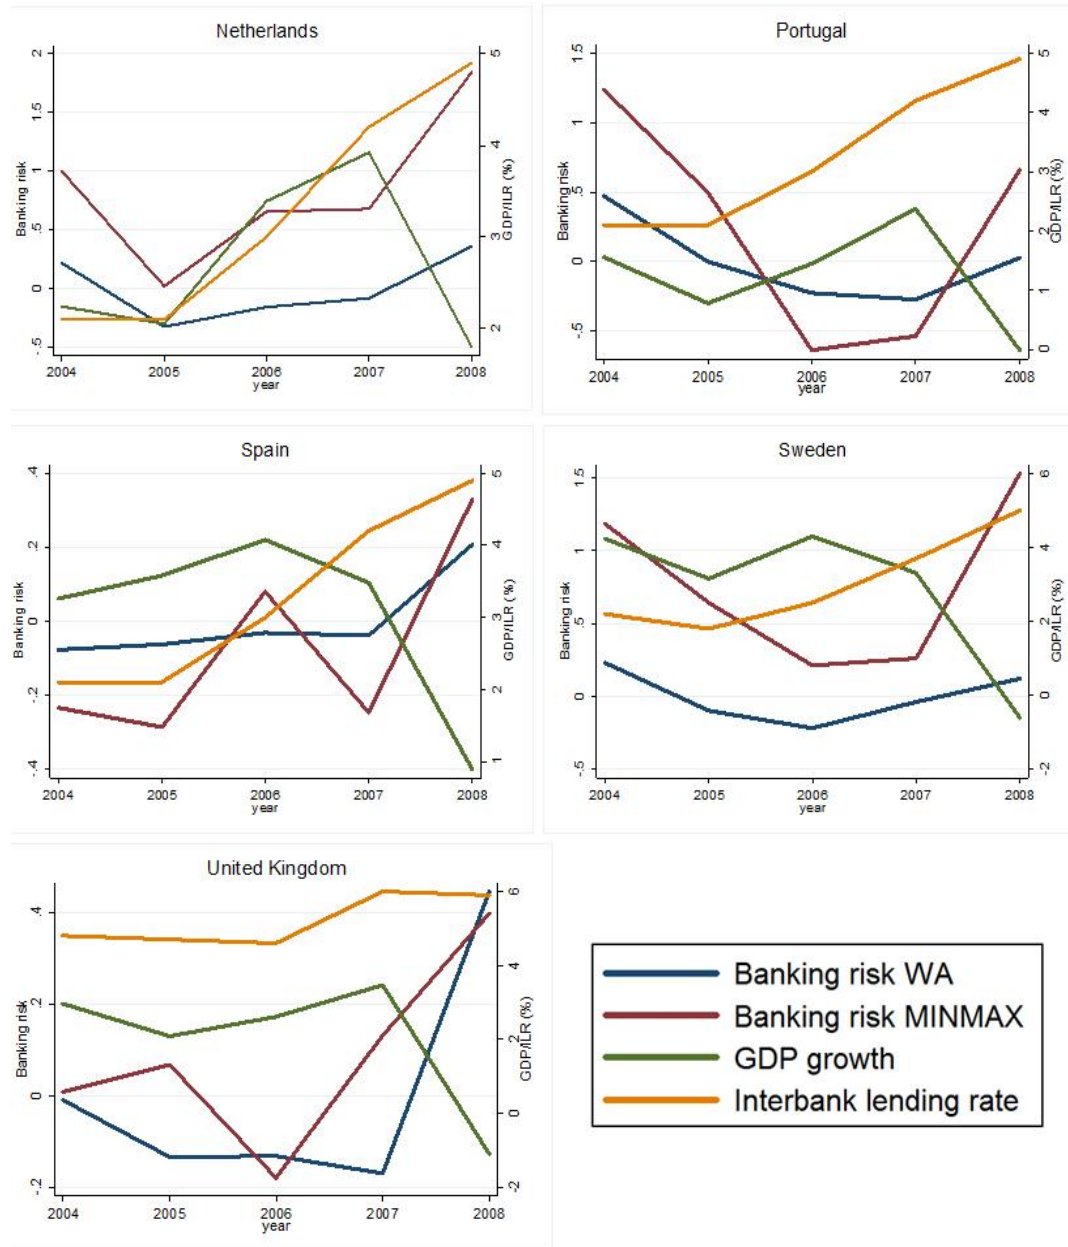 Netherlands
Banking risk
2
1.5
1
.5
0
-.5
GDP/ILR (%)
5
4
3
2
2004 2005 2006 2007 2008
year
Portugal
Banking risk
1.5
1
.5
0
-.5
GDP/ILR (%)
5
4
3
2
1
0
2004 2005 2006 2007 2008
year
Spain
Banking risk
.4
.2
0
-.2
-.4
GDP/ILR (%)
5
4
3
2
1
2004 2005 2006 2007 2008
year
Sweden
Banking risk
1.5
1
.5
0
-.5
GDP/ILR (%)
6
4
2
0
-2
2004 2005 2006 2007 2008
year
United Kingdom
Banking risk
.4
.2
0
-.2
GDP/ILR (%)
6
4
2
0
-2
2004 2005 2006 2007 2008
year
Banking risk WA
Banking risk MINMAX
GDP growth
Interbank lending rate